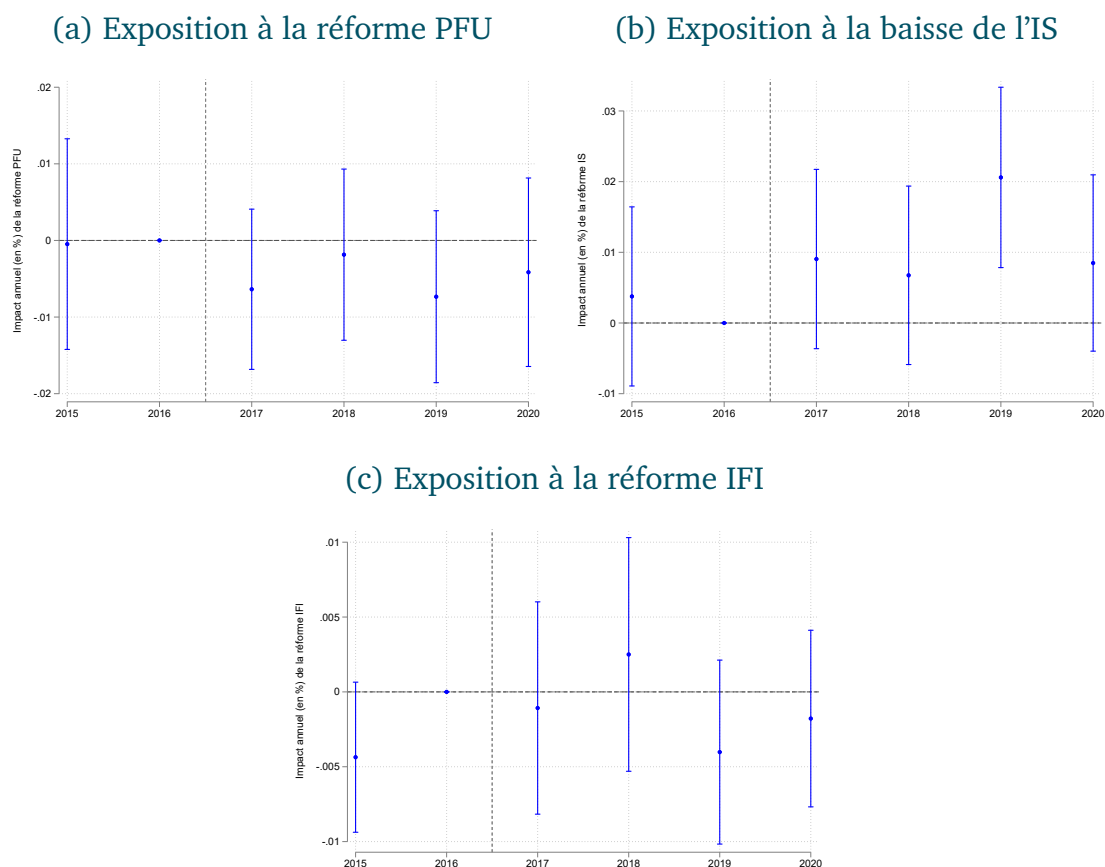 (a) Exposition à la réforme PFU
Impact annuel (en %) de la réforme PFU
.02
.01
0
-.01
-.02
2015 2016 2017 2018 2019 2020
(b) Exposition à la baisse de l'IS
Impact annuel (en %) de la réforme IS
0.03
0.02
0.01
0
-.01
2015 2016 2017 2018 2019 2020
(c) Exposition à la réforme IFI
Impact annuel (en %) de la réforme IFI
.01
.005
0
-.005
-.01
2015 2016 2017 2018 2019 2020